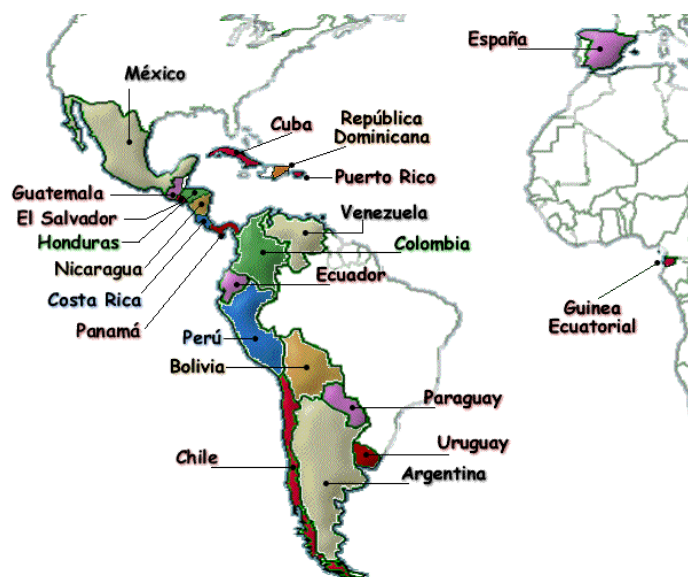 España
México
República
Dominicana
Cuba
Puerto Rico
Guatemala
Venezuela
El Salvador
Honduras
Colombia
Nicaragua
Ecuador
Costa Rica
Guinea
Ecuatorial
Panamá
Perú
Bolivia
Paraguay
Uruguay
Chile
Argentina